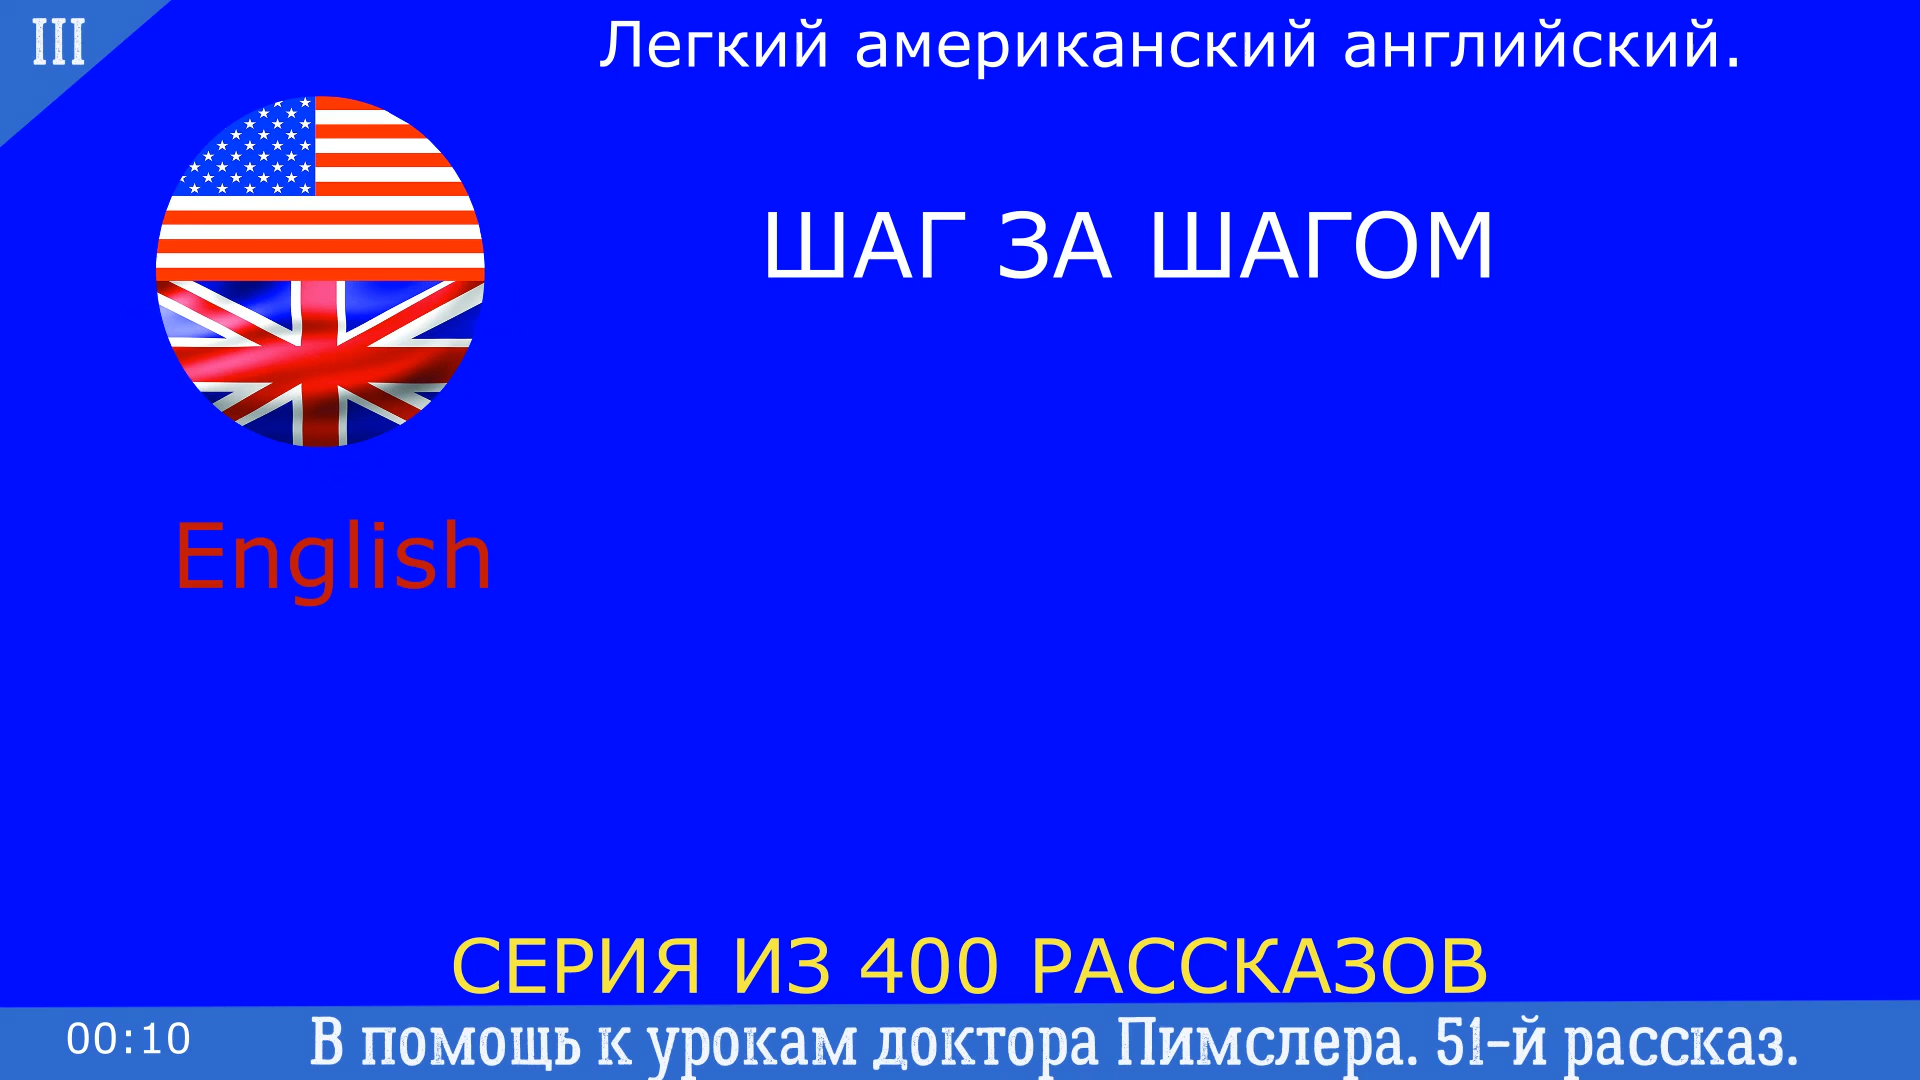 III
Легкий американский английский.
ШАГ ЗА ШАГОМ
English
СЕРИЯ ИЗ 400 РАССКАЗОВ
00:10
В помощь к урокам доктора Пимслера. 51-й рассказ.